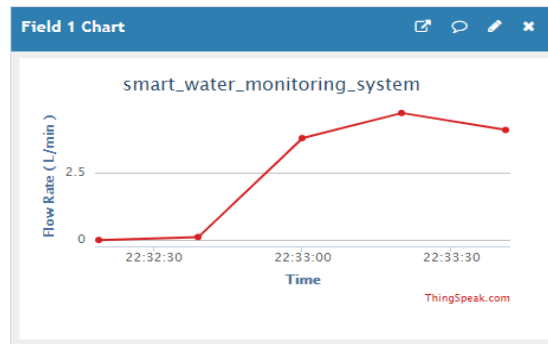 Field 1 Chart
smart_water_monitoring_system
Flow Rate ( L/min )
2.5
0
22:32:30 22:33:00 22:33:30
Time
ThingSpeak.com